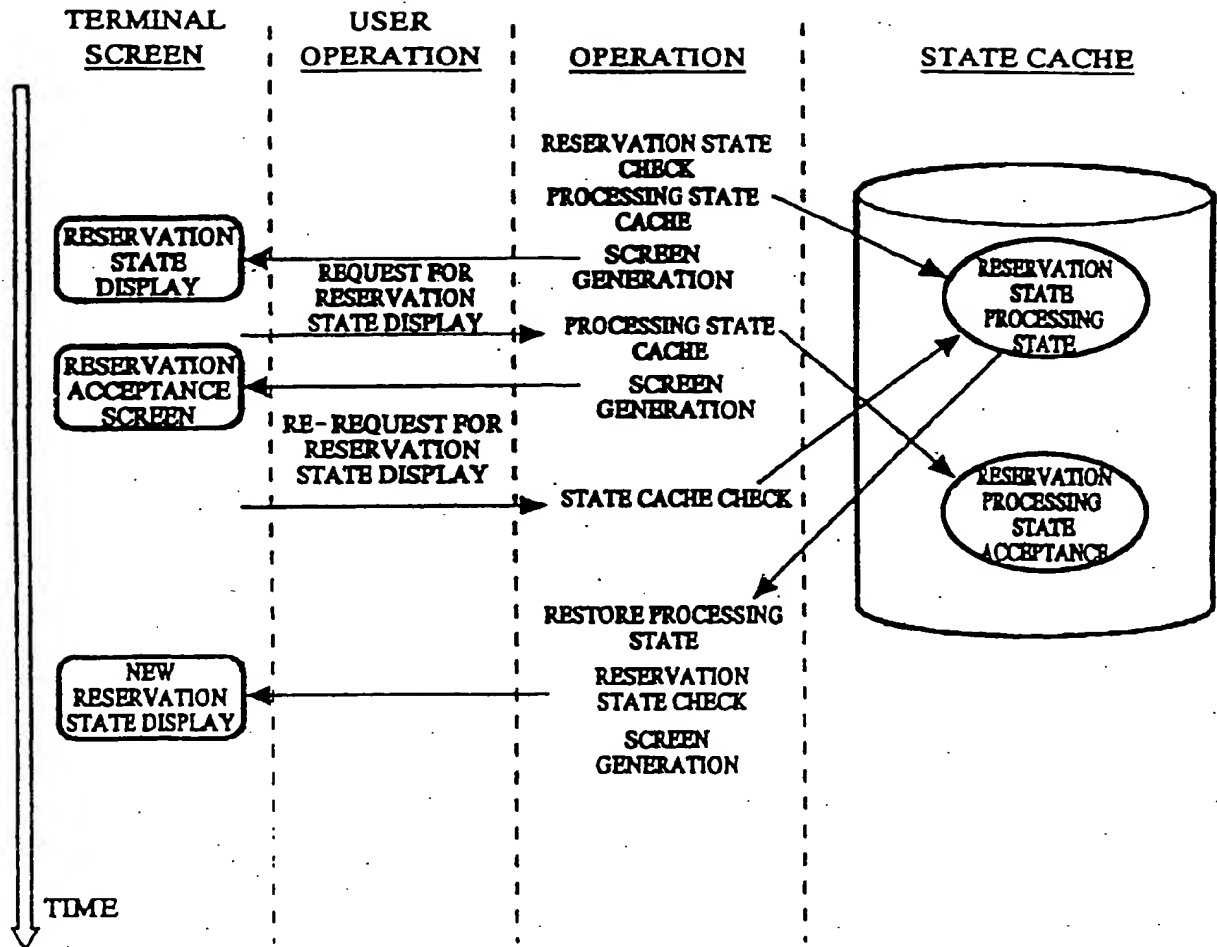 TERMINAL
SCREEN
USER
OPERATION
OPERATION
STATE CACHE
RESERVATION STATE
CHECK
PROCESSING STATE
CACHE
SCREEN
GENERATION
RESERVATION
STATE
DISPLAY
REQUEST FOR
RESERVATION
STATE DISPLAY
RESERVATION
STATE
PROCESSING
STATE
PROCESSING STATE
CACHE
SCREEN
GENERATION
RESERVATION
ACCEPTANCE
SCREEN
RE-REQUEST FOR
RESERVATION
STATE DISPLAY
STATE CACHE CHECK
RESERVATION
PROCESSING
STATE
ACCEPTANCE
RESTORE PROCESSING
STATE
RESERVATION
STATE CHECK
SCREEN
GENERATION
NEW
RESERVATION
STATE DISPLAY
TIME